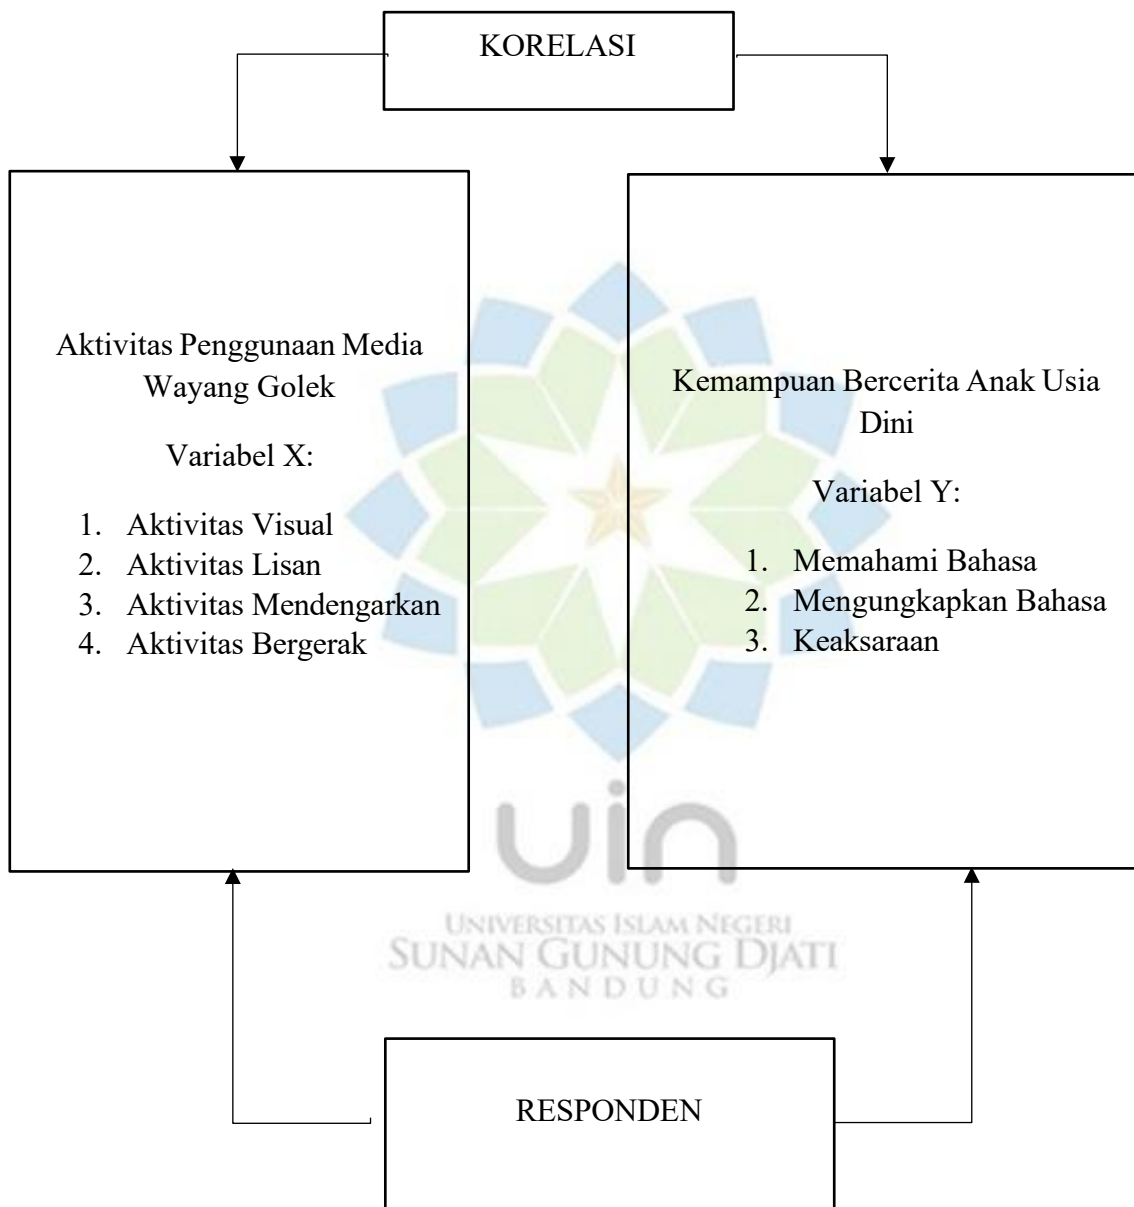 KORELASI
Aktivitas Penggunaan Media
Wayang Golek
Variabel X:
1. Aktivitas Visual
2. Aktivitas Lisan
3. Aktivitas Mendengarkan
4. Aktivitas Bergerak
Kemampuan Bercerita Anak Usia
Dini
Variabel Y:
1. Memahami Bahasa
2. Mengungkapkan Bahasa
3. Keaksaraan
uin
UNIVERSITAS ISLAM NEGERI
SUNAN GUNUNG DJATI
BANDUNG
RESPONDEN